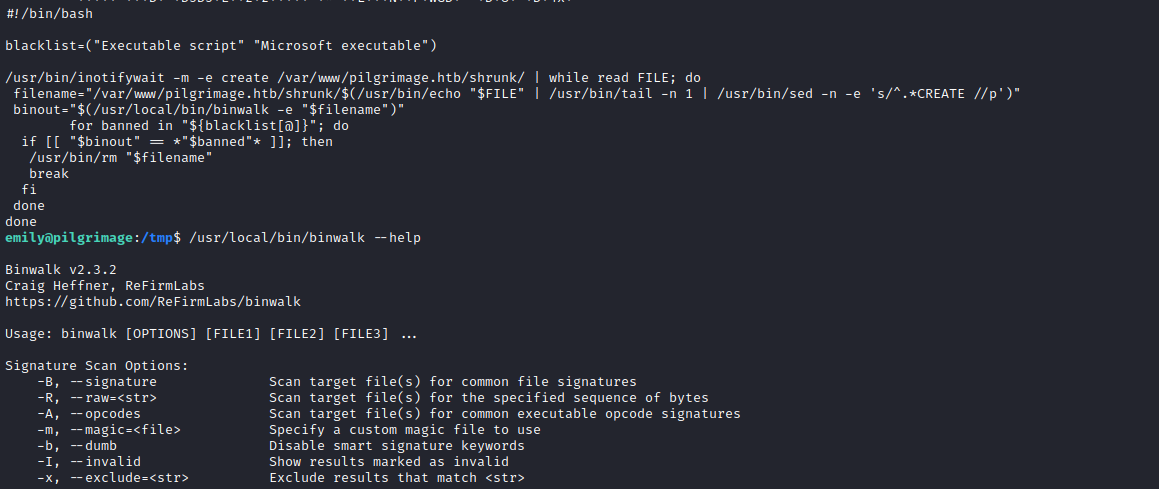 #!/bin/bash

blacklist=("Executable script" "Microsoft executable")

/usr/bin/inotifywait -m -e create /var/www/pilgrimage.htb/shrunk/ | while read FILE; do
 filename="/var/www/pilgrimage.htb/shrunk/$(/usr/bin/echo "$FILE" | /usr/bin/tail -n 1 | /usr/bin/sed -n -e 's/^.*CREATE //p')"
 binout="$(/usr/local/bin/binwalk -e "$filename")"
        for banned in "${blacklist[@]}"; do
  if [[ "$binout" == *"$banned"* ]]; then
   /usr/bin/rm "$filename"
   break
  fi
 done
done
emily@pilgrimage:/tmp$ /usr/local/bin/binwalk --help

Binwalk v2.3.2
Craig Heffner, ReFirmLabs
https://github.com/ReFirmLabs/binwalk

Usage: binwalk [OPTIONS] [FILE1] [FILE2] [FILE3] ...

Signature Scan Options:
    -B, --signature              Scan target file(s) for common file signatures
    -R, --raw=<str>              Scan target file(s) for the specified sequence of bytes
    -A, --opcodes                Scan target file(s) for common executable opcode signatures
    -m, --magic=<file>           Specify a custom magic file to use
    -b, --dumb                   Disable smart signature keywords
    -I, --invalid                Show results marked as invalid
    -x, --exclude=<str>          Exclude results that match <str>